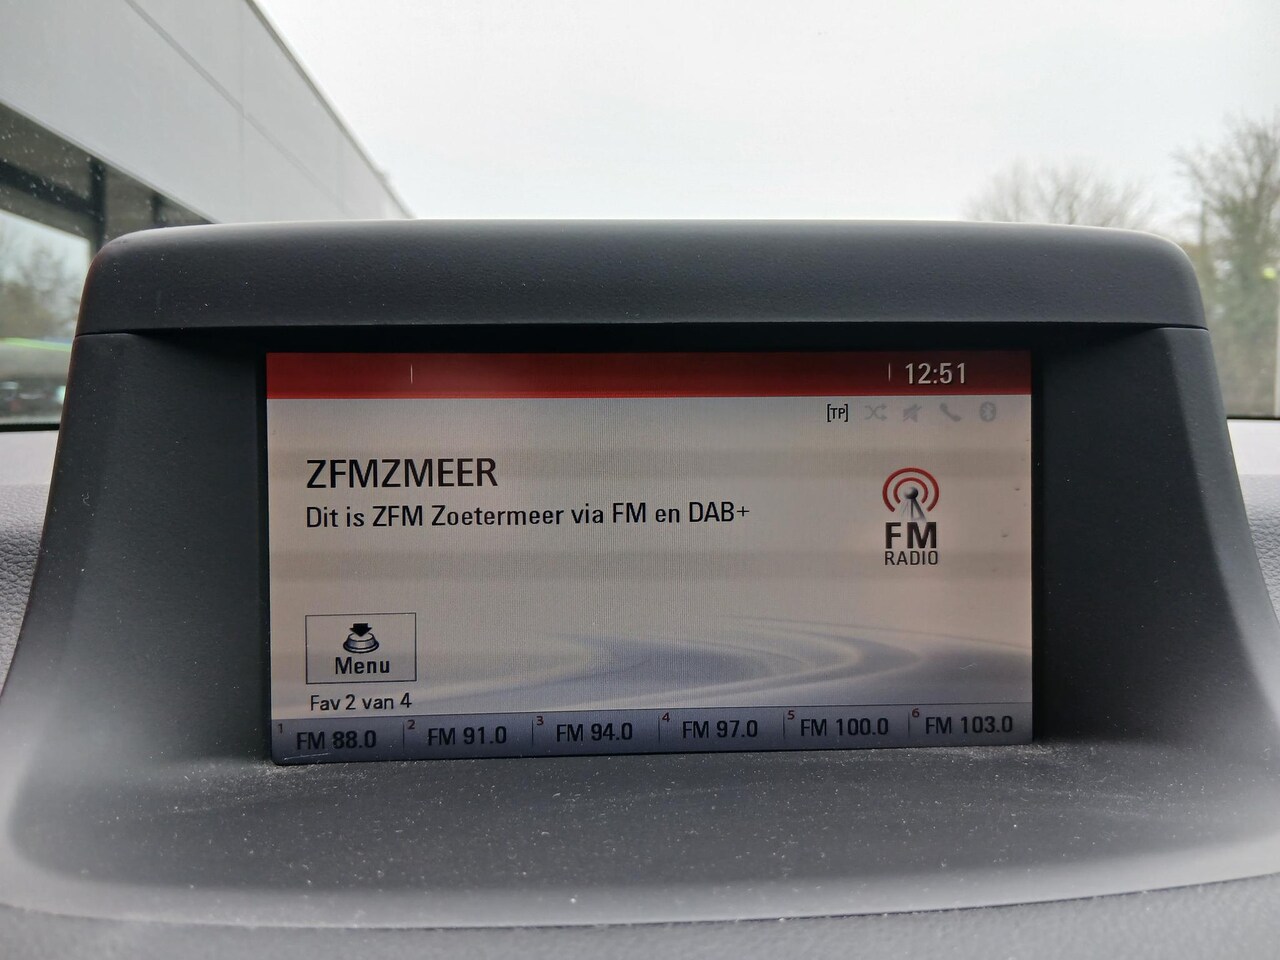 12:51
[TP]
ZFMZMEER
Dit is ZFM Zoetermeer via FM en DAB+
FM
RADIO
Menu
Fav 2 van 4
1 FM 88.0 2 FM 91.0 3 FM 94.0 4 FM 97.0 5 FM 100.0 6 FM 103.0